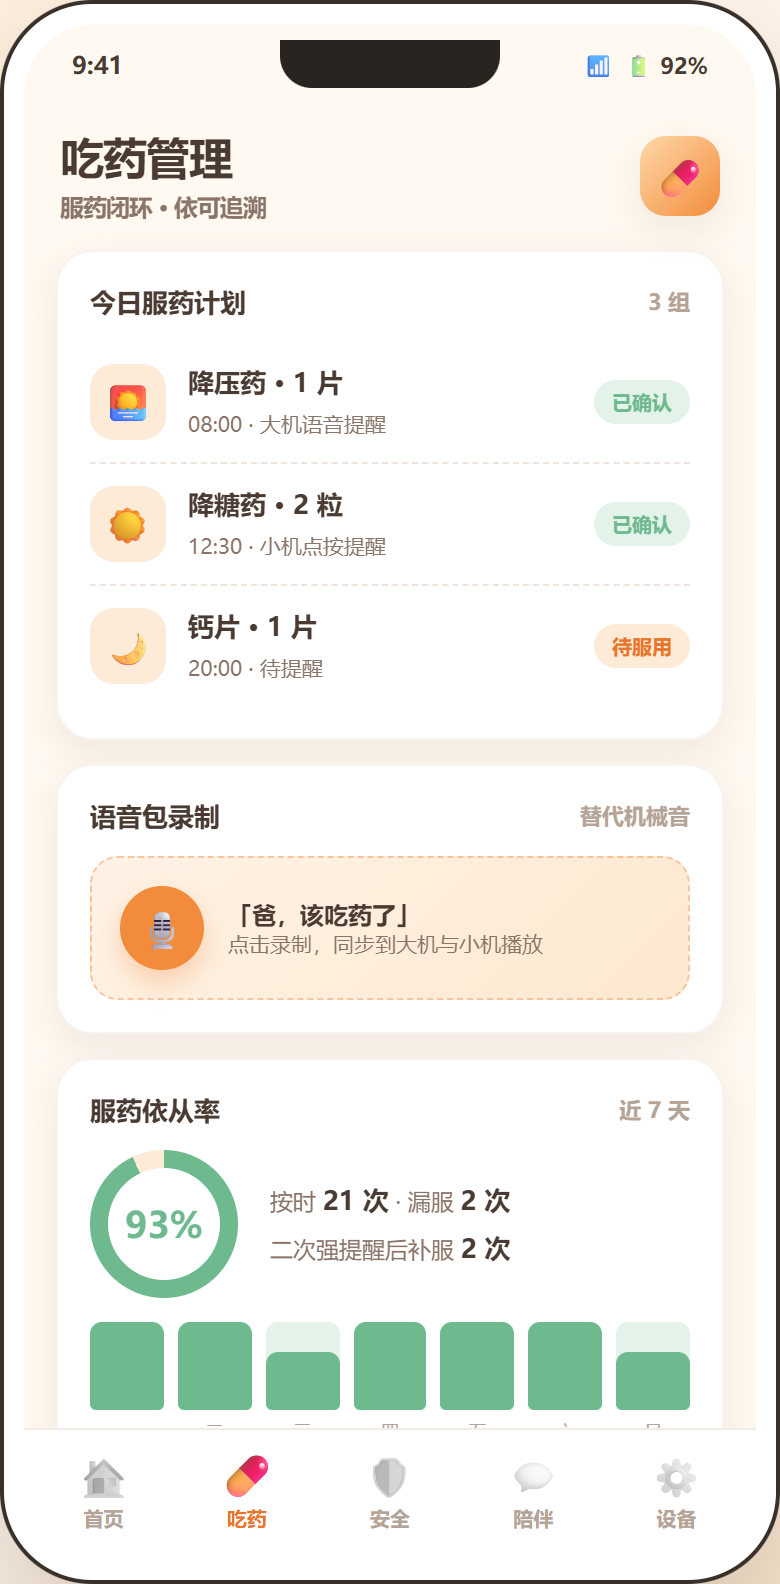 9:41
92%
吃药管理
服药闭环 • 依可追溯
今日服药计划
3 组
降压药 • 1 片
08:00 · 大机语音提醒
已确认
降糖药 • 2 粒
12:30 · 小机点按提醒
已确认
钙片 • 1 片
20:00 · 待提醒
待服用
语音包录制
替代机械音
「爸，该吃药了」
点击录制，同步到大机与小机播放
服药依从率
近 7 天
93%
按时 21 次 · 漏服 2 次
二次强提醒后补服 2 次
首页
吃药
安全
陪伴
设备